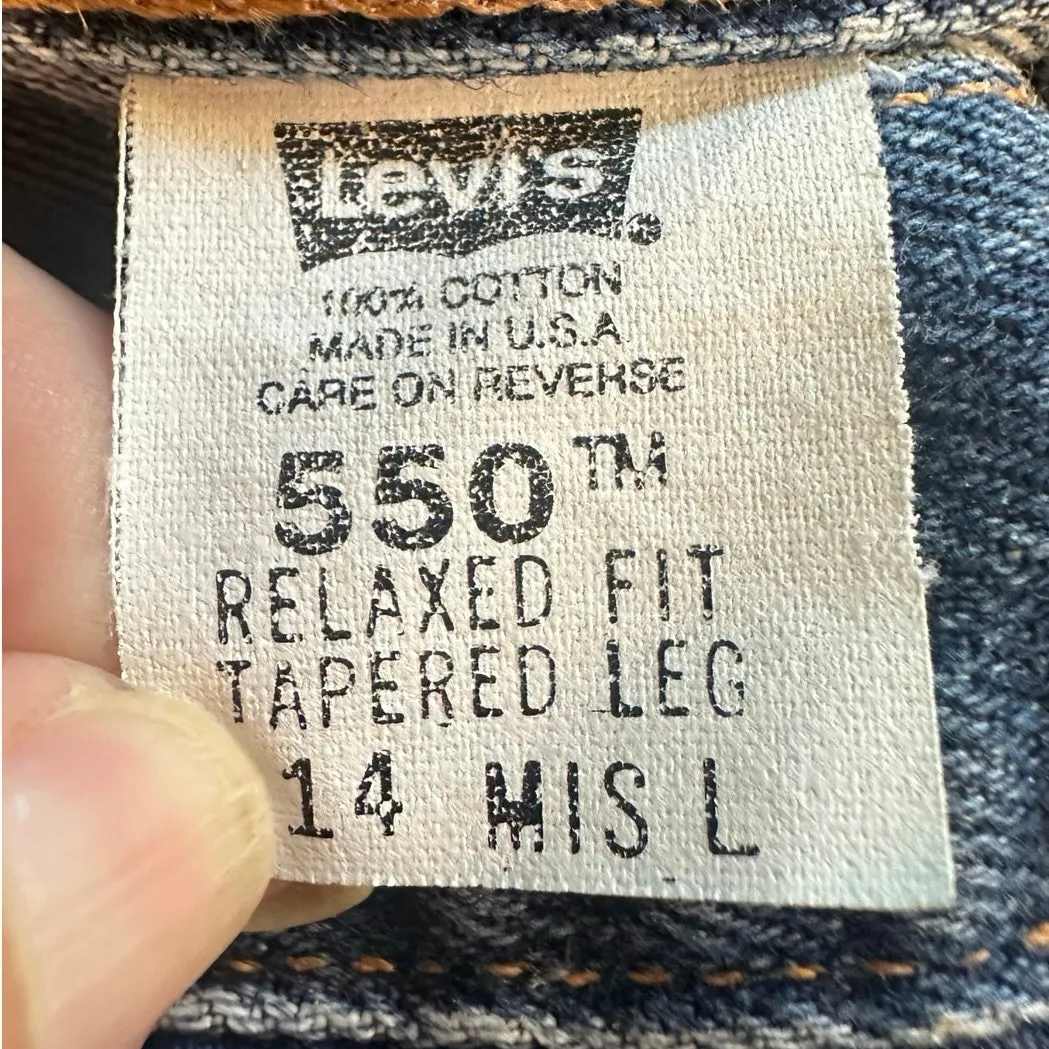 Levi's ®
100% COTTON
MADE IN U.S.A
CARE ON REVERSE
550™
RELAXED FIT
TAPERED LEG
14 MIS L